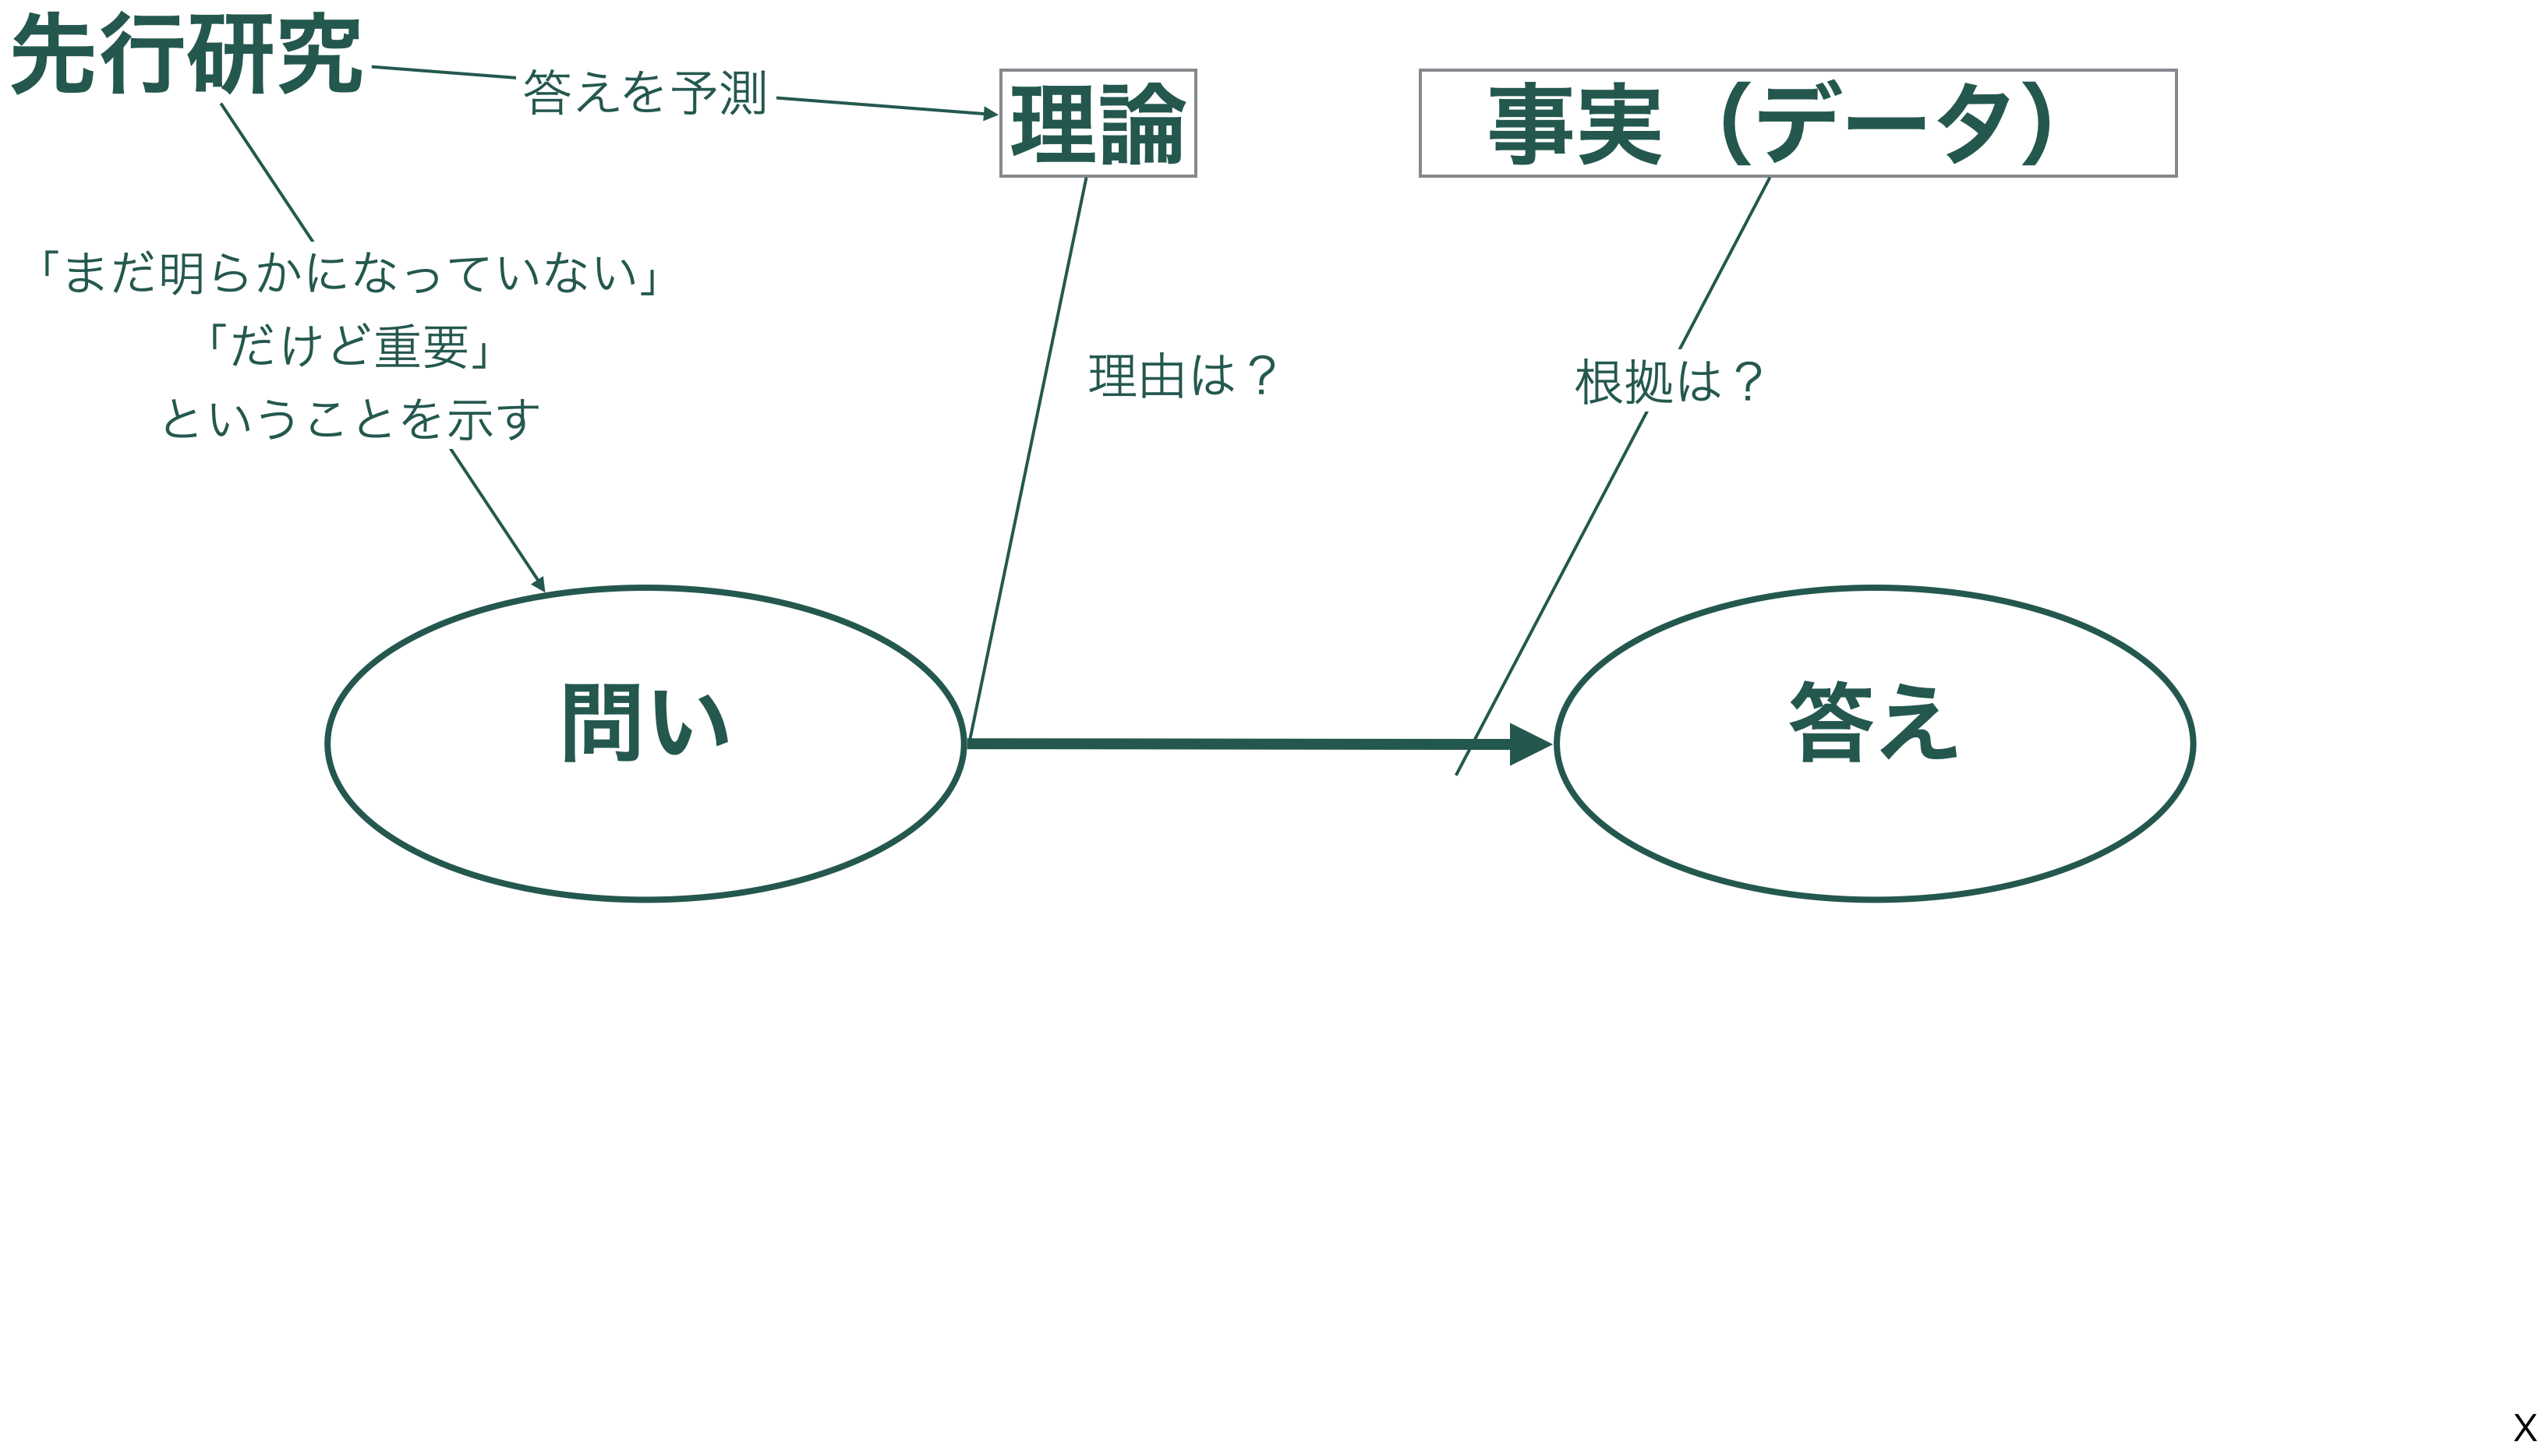 先行研究
答えを予測
理論
事実（データ）
「まだ明らかになっていない」
「だけど重要」
ということを示す
理由は？
根拠は？
問い
答え
X